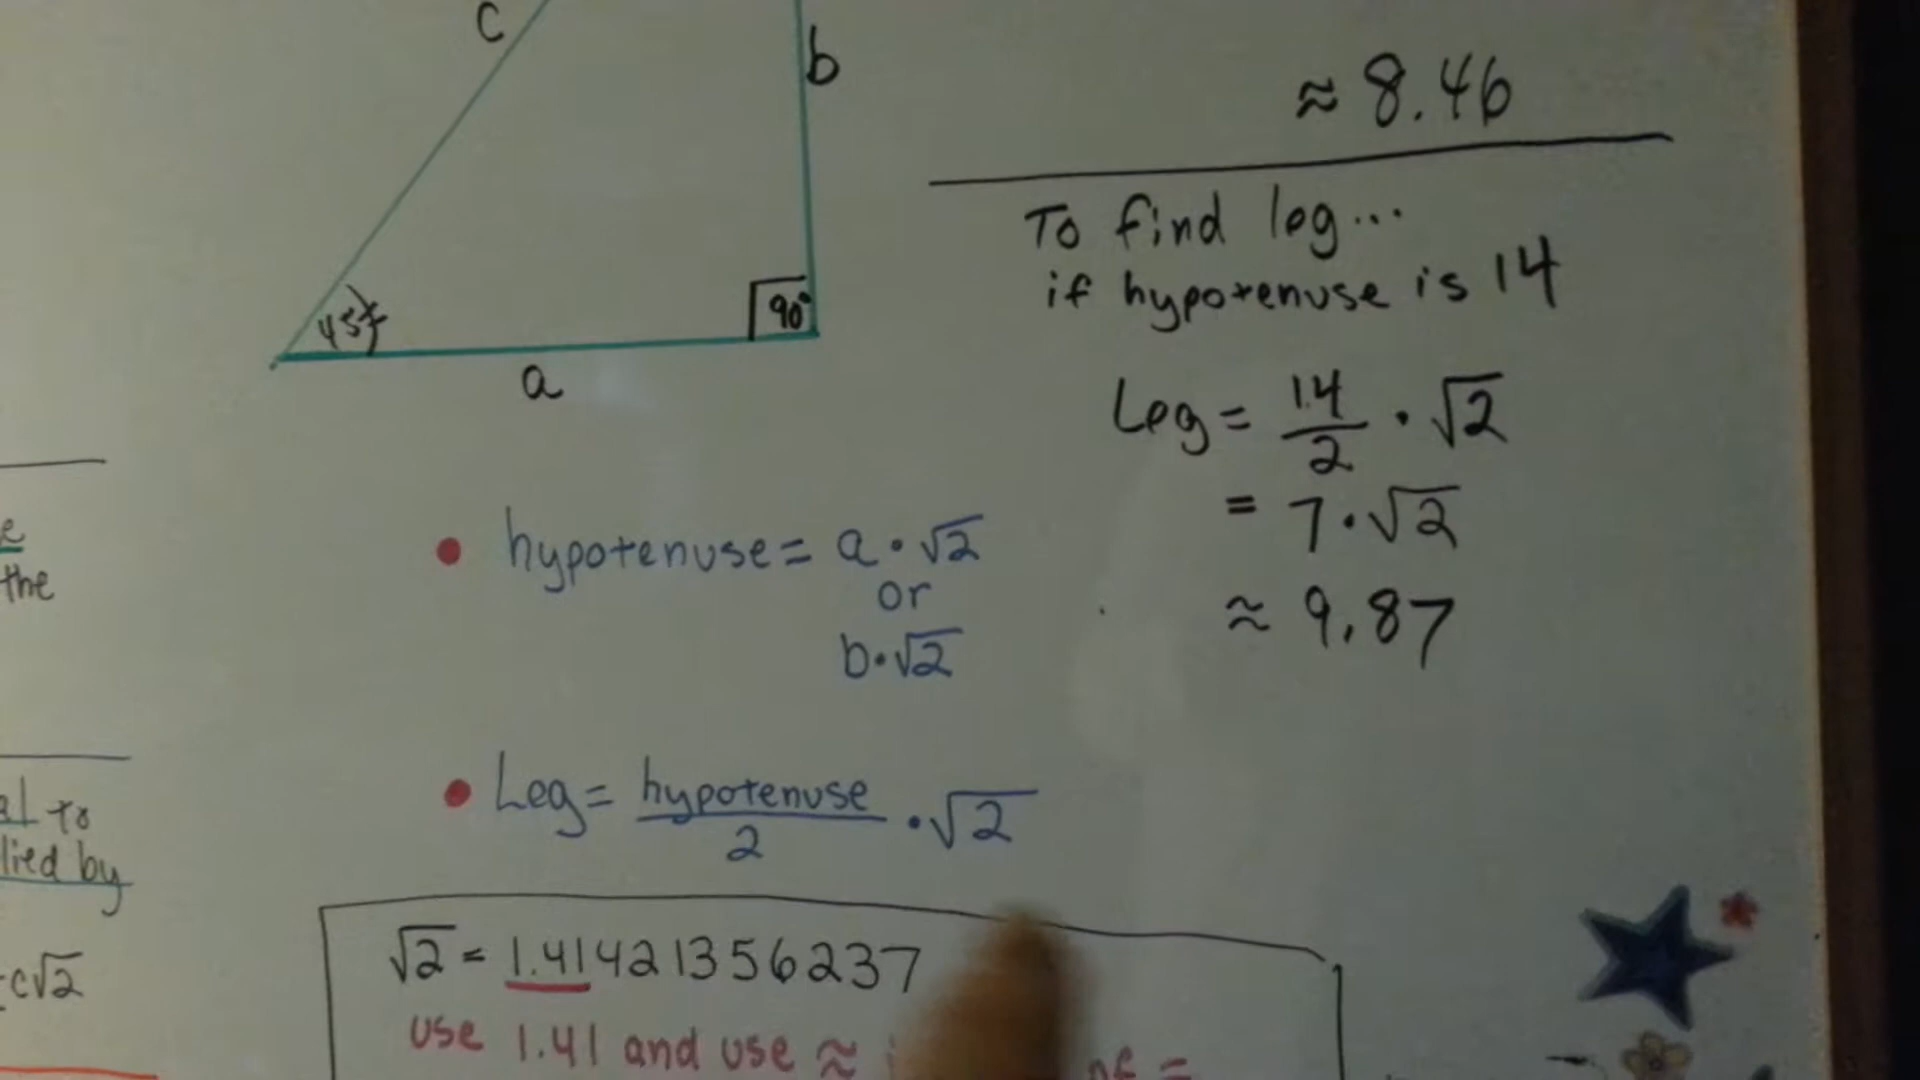 c
b
≈ 8.46
45°
90°
a
To find leg...
if hypotenuse is 14
Leg = 14/2 · √2
= 7·√2
≈ 9.87
e
the
• hypotenuse = a·√2
or
b·√2
al to
lied by
c√2
• Leg = hypotenuse/2 · √2
√2 = 1.41421356237
use 1.41 and use ≈ =